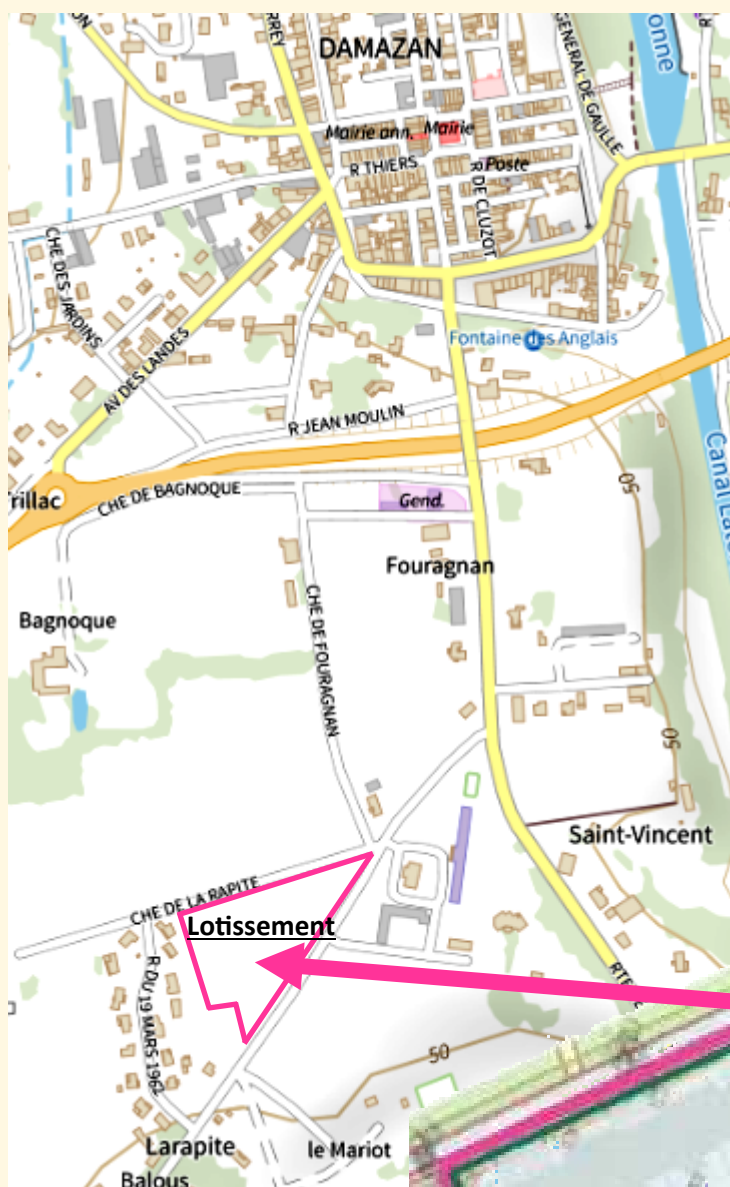 DAMAZAN
GENERAL DE GAULLE
Mairie ann.
Mairie
R THIERS
Poste
R DE CLUZOT
CHE DES JARDINS
AV DES LANDES
Fontaine des Anglais
R JEAN MOULIN
CHE DE BAGNOQUE
Gend.
Fouragnan
Bagnoque
CHE DE FOURAGNAN
50
50
Saint-Vincent
CHE DE LA RAPITE
Lotissement
R DU 19 MARS 1962
50
Larapite
le Mariot
Balous
Canal Laté
onne
rillac
RREY